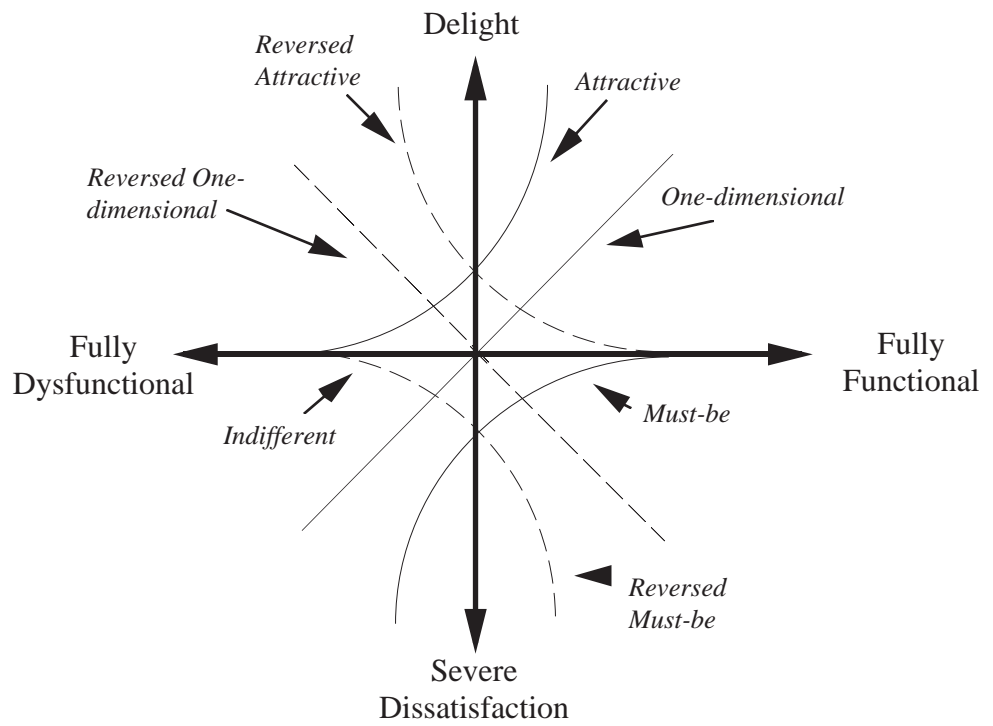 Delight
Reversed
Attractive
Attractive
Reversed One-
dimensional
One-dimensional
Fully
Dysfunctional
Fully
Functional
Indifferent
Must-be
Reversed
Must-be
Severe
Dissatisfaction